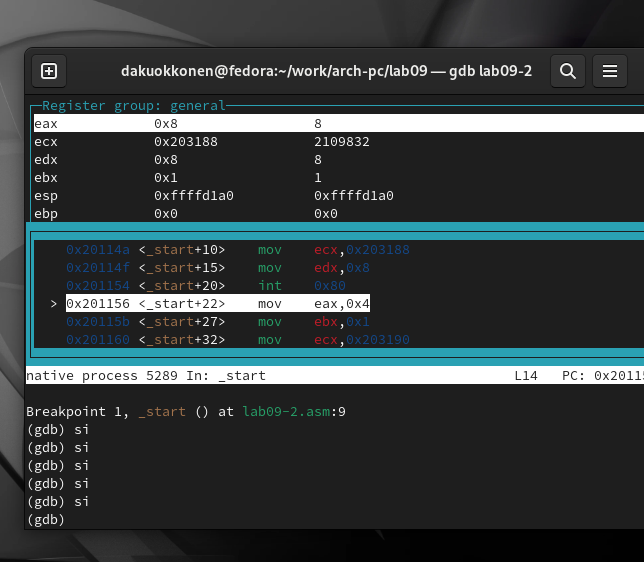 dakuokkonen@fedora:~/work/arch-pc/lab09 — gdb lab09-2
Register group: general
eax 0x8 8
ecx 0x203188 2109832
edx 0x8 8
ebx 0x1 1
esp 0xffffd1a0 0xffffd1a0
ebp 0x0 0x0
0x20114a <_start+10> mov ecx,0x203188
0x20114f <_start+15> mov edx,0x8
0x201154 <_start+20> int 0x80
> 0x201156 <_start+22> mov eax,0x4
0x20115b <_start+27> mov ebx,0x1
0x201160 <_start+32> mov ecx,0x203190
native process 5289 In: _start L14 PC: 0x20115
Breakpoint 1, _start () at lab09-2.asm:9
(gdb) si
(gdb) si
(gdb) si
(gdb) si
(gdb) si
(gdb)